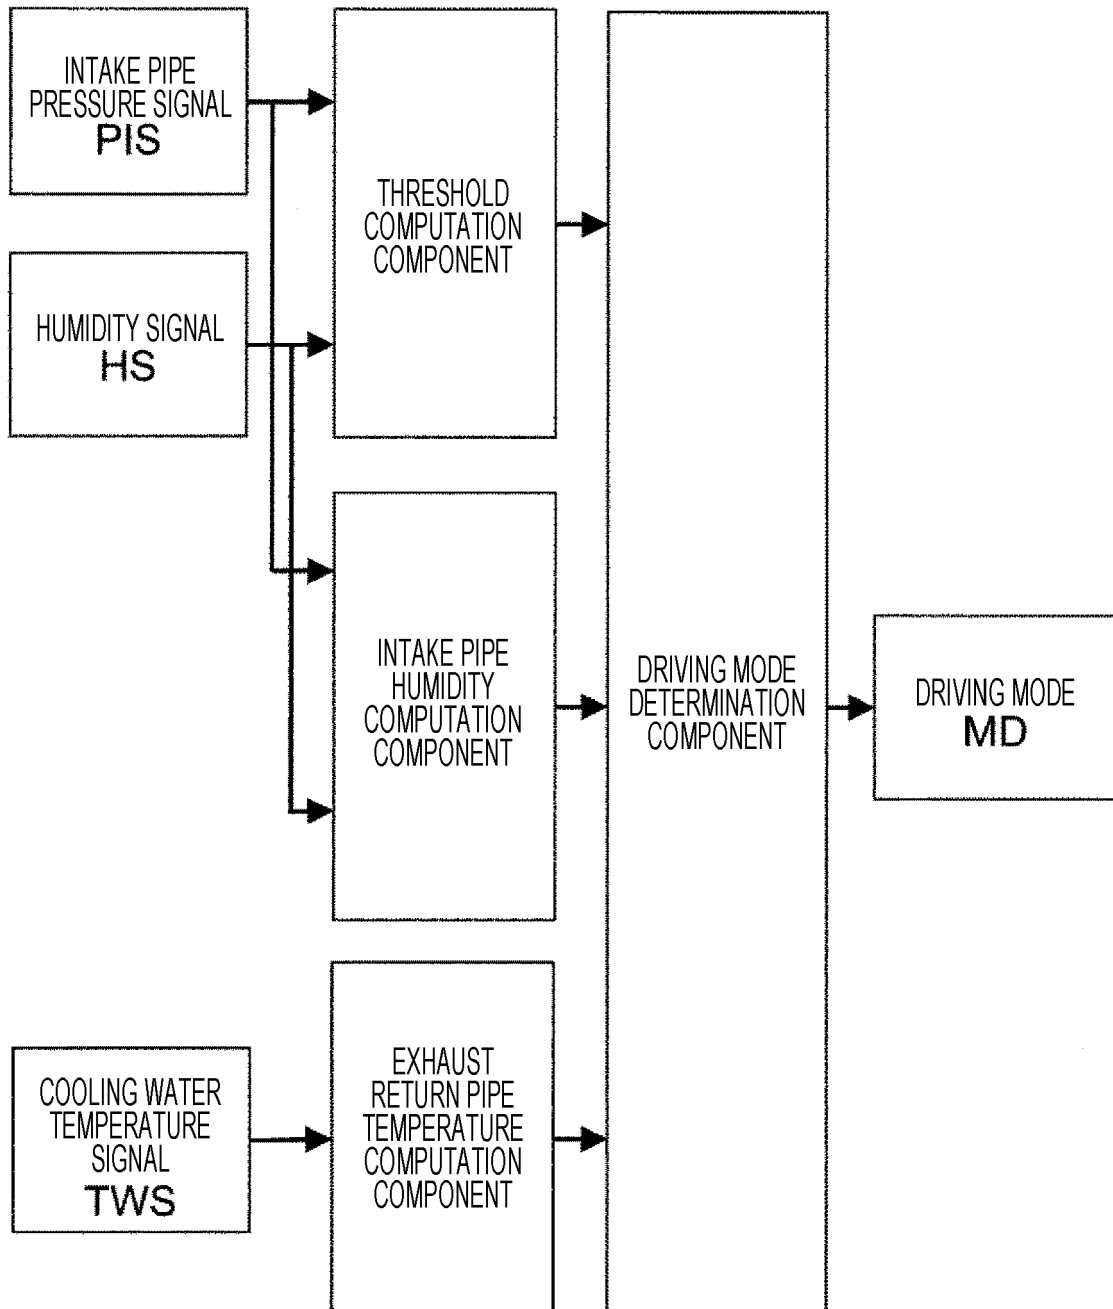 INTAKE PIPE
PRESSURE SIGNAL
PIS
HUMIDITY SIGNAL
HS
THRESHOLD
COMPUTATION
COMPONENT
INTAKE PIPE
HUMIDITY
COMPUTATION
COMPONENT
COOLING WATER
TEMPERATURE
SIGNAL
TWS
EXHAUST
RETURN PIPE
TEMPERATURE
COMPUTATION
COMPONENT
DRIVING MODE
DETERMINATION
COMPONENT
DRIVING MODE
MD